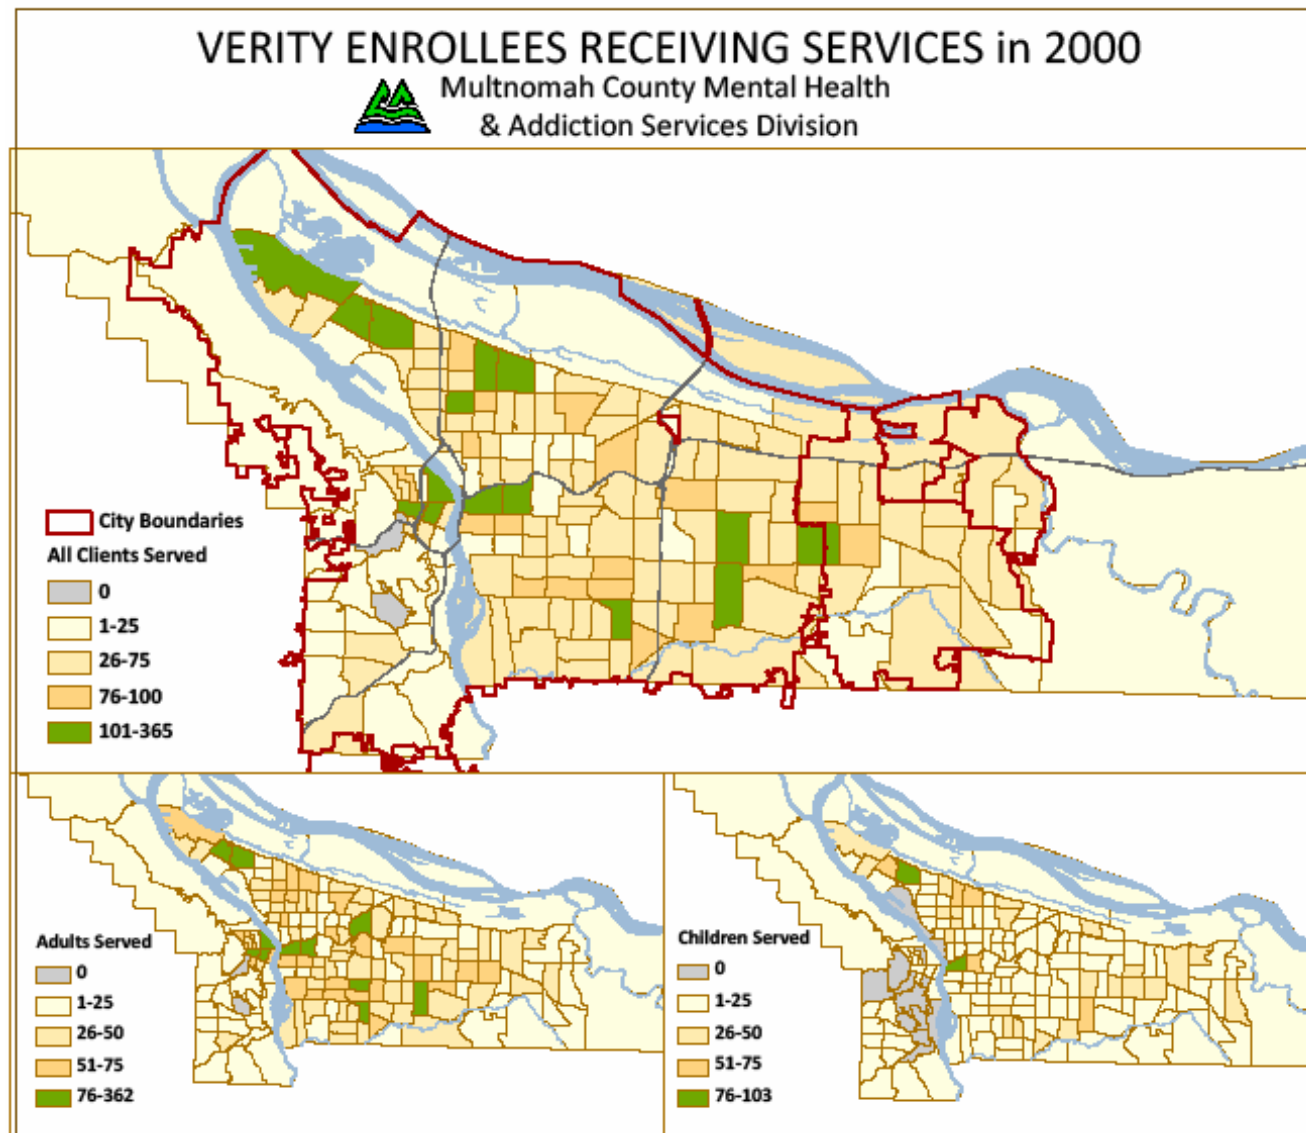 VERITY ENROLLEES RECEIVING SERVICES in 2000
Multnomah County Mental Health
& Addiction Services Division
City Boundaries
All Clients Served
0
1-25
26-75
76-100
101-365
Adults Served
0
1-25
26-50
51-75
76-362
Children Served
0
1-25
26-50
51-75
76-103